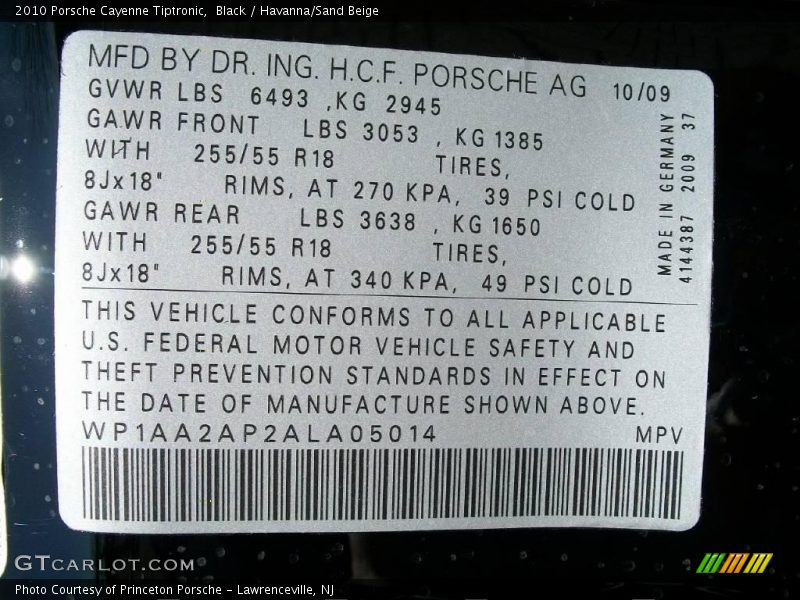 2010 Porsche Cayenne Tiptronic,  Black / Havanna/Sand Beige
MFD BY DR. ING. H.C.F. PORSCHE AG 10/09
GVWR LBS 6493 ,KG 2945
GAWR FRONT LBS 3053 , KG 1385
WITH 255/55 R18 TIRES,
8Jx18" RIMS, AT 270 KPA, 39 PSI COLD
GAWR REAR LBS 3638 , KG 1650
WITH 255/55 R18 TIRES,
8Jx18" RIMS, AT 340 KPA, 49 PSI COLD
MADE IN GERMANY
4144387 2009 37
THIS VEHICLE CONFORMS TO ALL APPLICABLE
U.S. FEDERAL MOTOR VEHICLE SAFETY AND
THEFT PREVENTION STANDARDS IN EFFECT ON
THE DATE OF MANUFACTURE SHOWN ABOVE.
WP1AA2AP2ALA05014 MPV
GTCARLOT.COM
Photo Courtesy of Princeton Porsche - Lawrenceville, NJ